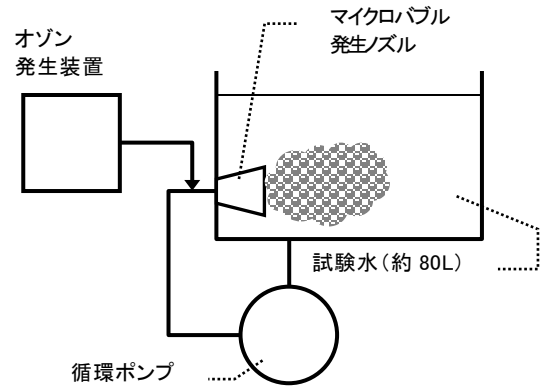 マイクロバブル
発生ノズル
オゾン
発生装置
試験水（約 80L）
循環ポンプ